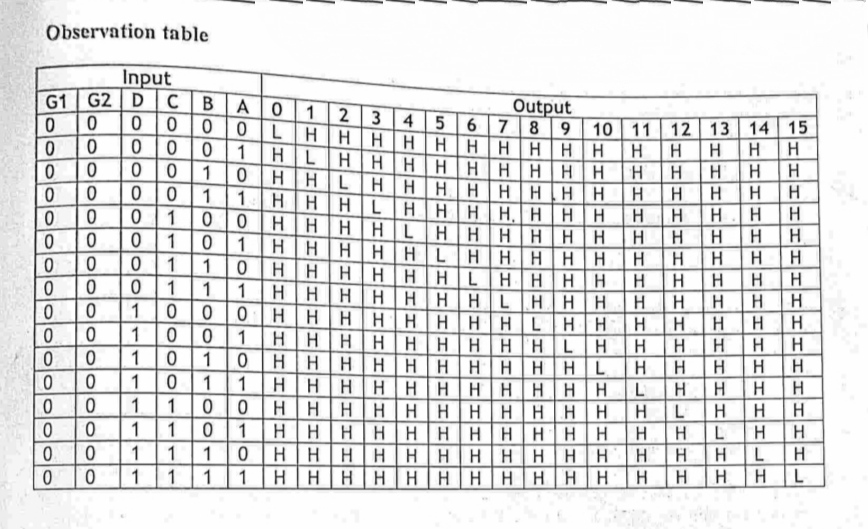 Observation table
Input Output
G1 G2 D C B A 0 1 2 3 4 5 6 7 8 9 10 11 12 13 14 15
0 0 0 0 0 0 L H H H H H H H H H H H H H H H
0 0 0 0 0 1 H L H H H H H H H H H H H H H H
0 0 0 0 1 0 H H L H H H H H H H H H H H H H
0 0 0 0 1 1 H H H L H H H H H H H H H H H H
0 0 0 1 0 0 H H H H L H H H H H H H H H H H
0 0 0 1 0 1 H H H H H L H H H H H H H H H H
0 0 0 1 1 0 H H H H H H L H H H H H H H H H
0 0 0 1 1 1 H H H H H H H L H H H H H H H H
0 0 1 0 0 0 H H H H H H H H L H H H H H H H
0 0 1 0 0 1 H H H H H H H H H L H H H H H H
0 0 1 0 1 0 H H H H H H H H H H L H H H H H
0 0 1 0 1 1 H H H H H H H H H H H L H H H H
0 0 1 1 0 0 H H H H H H H H H H H H L H H H
0 0 1 1 0 1 H H H H H H H H H H H H H L H H
0 0 1 1 1 0 H H H H H H H H H H H H H H L H
0 0 1 1 1 1 H H H H H H H H H H H H H H H L